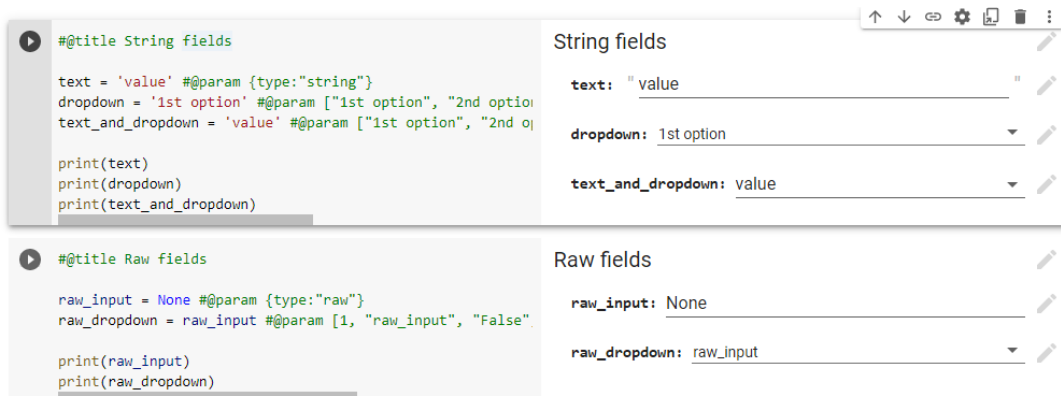 #@title String fields
text = 'value' #@param {type:"string"}
dropdown = '1st option' #@param ["1st option", "2nd option
text_and_dropdown = 'value' #@param ["1st option", "2nd op
print(text)
print(dropdown)
print(text_and_dropdown)
String fields
text: " value "
dropdown: 1st option
text_and_dropdown: value
#@title Raw fields
raw_input = None #@param {type:"raw"}
raw_dropdown = raw_input #@param [1, "raw_input", "False",
print(raw_input)
print(raw_dropdown)
Raw fields
raw_input: None
raw_dropdown: raw_input